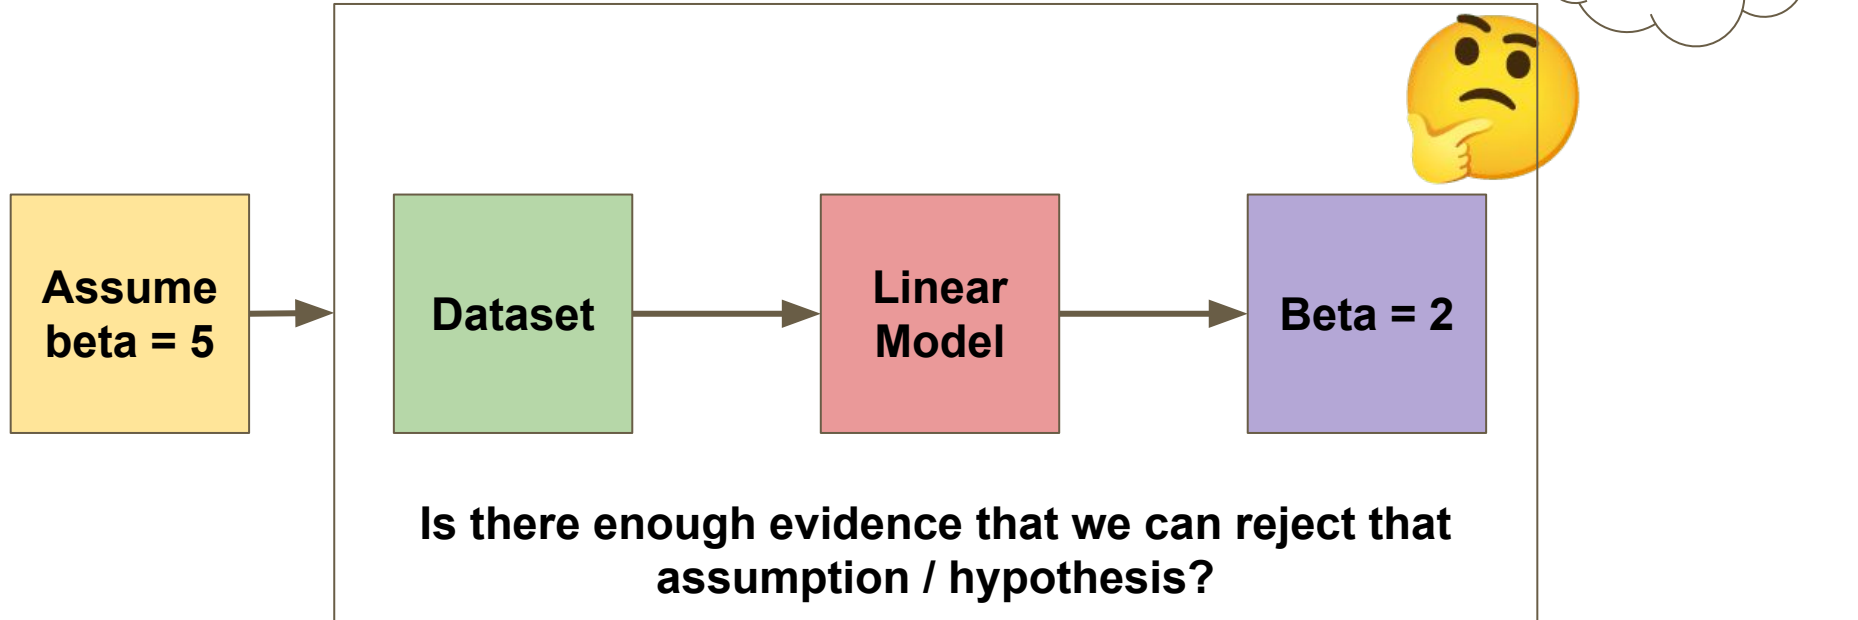 Assume
beta = 5
Dataset
Linear
Model
Beta = 2
Is there enough evidence that we can reject that
assumption / hypothesis?